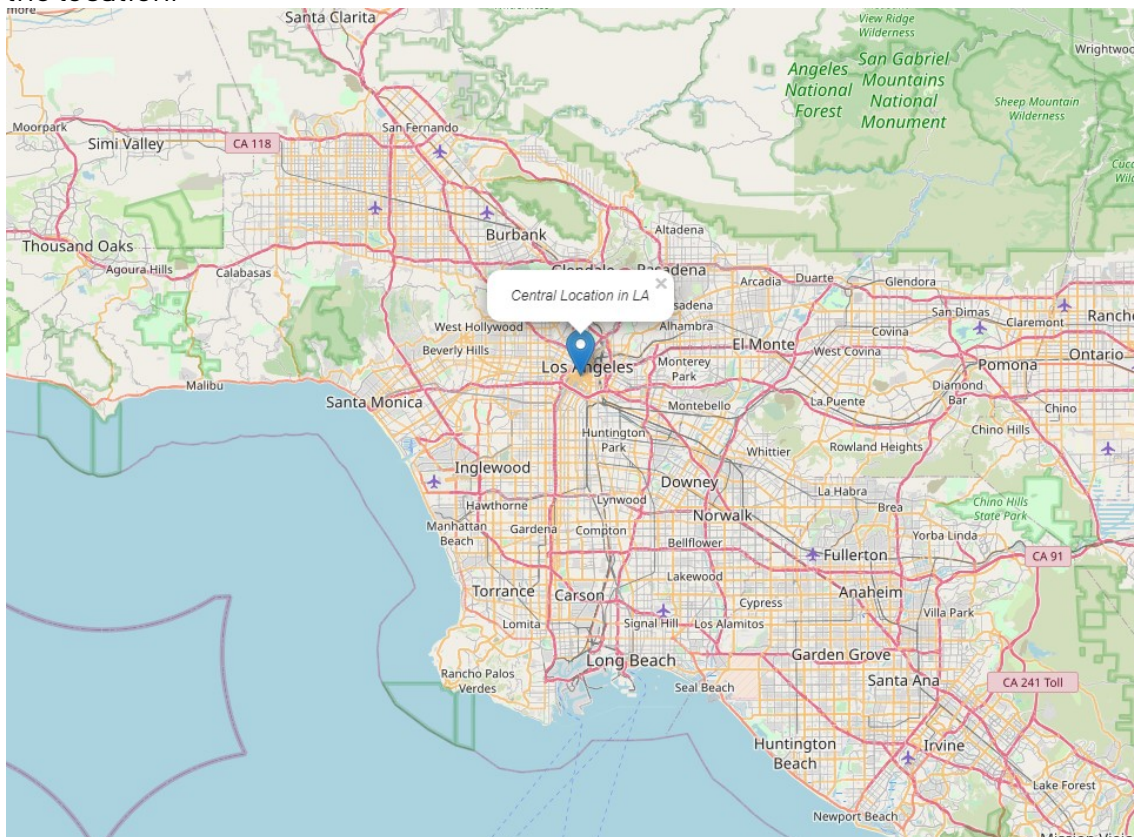 Santa Clarita
more
View Ridge
Wilderness
Wrightwoo
Angeles
National
Forest
San Gabriel
Mountains
National
Monument
Sheep Mountain
Wilderness
Moorpark
Simi Valley
CA 118
San Fernando
Thousand Oaks
Agoura Hills
Calabasas
Burbank
Altadena
Glendale
Pasadena
Arcadia
Duarte
Glendora
Central Location in LA
×
San Dimas
Claremont
Ranch
West Hollywood
Alhambra
Covina
Beverly Hills
El Monte
West Covina
Los Angeles
Monterey
Park
Pomona
Ontario
Malibu
Santa Monica
Montebello
La Puente
Diamond
Bar
Chino
Huntington
Park
Chino Hills
Whittier
Rowland Heights
Inglewood
Downey
La Habra
Hawthorne
Lynwood
Norwalk
Brea
Chino Hills
State Park
Manhattan
Beach
Gardena
Compton
Bellflower
Yorba Linda
Fullerton
CA 91
Torrance
Carson
Lakewood
Cypress
Anaheim
Villa Park
Lomita
Signal Hill
Los Alamitos
Long Beach
Garden Grove
Rancho Palos
Verdes
Seal Beach
Santa Ana
CA 241 Toll
Huntington
Beach
Irvine
Lake Forest
Newport Beach